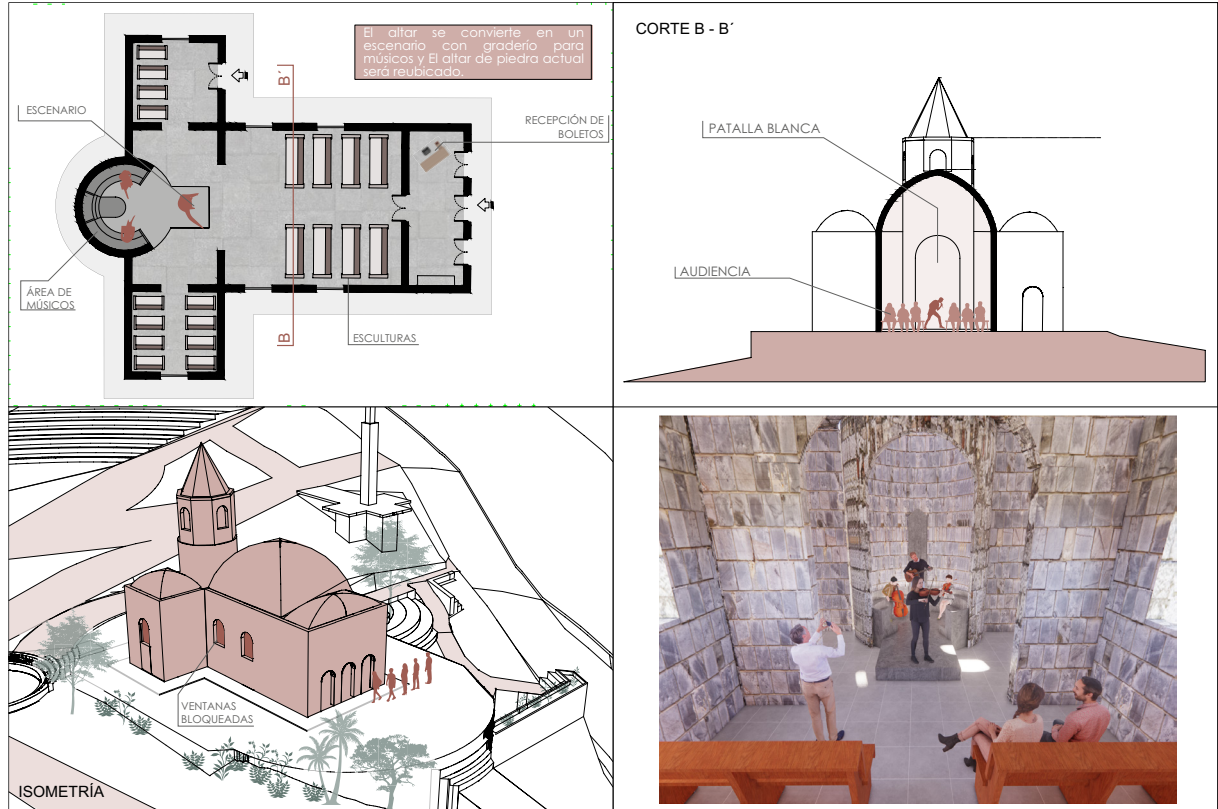 El altar se convierte en un
escenario con graderío para
músicos y El altar de piedra actual
será reubicado.
B´
ESCENARIO
RECEPCIÓN DE
BOLETOS
ÁREA DE
MÚSICOS
B
ESCULTURAS
CORTE B - B´
PATALLA BLANCA
AUDIENCIA
VENTANAS
BLOQUEADAS
ISOMETRÍA